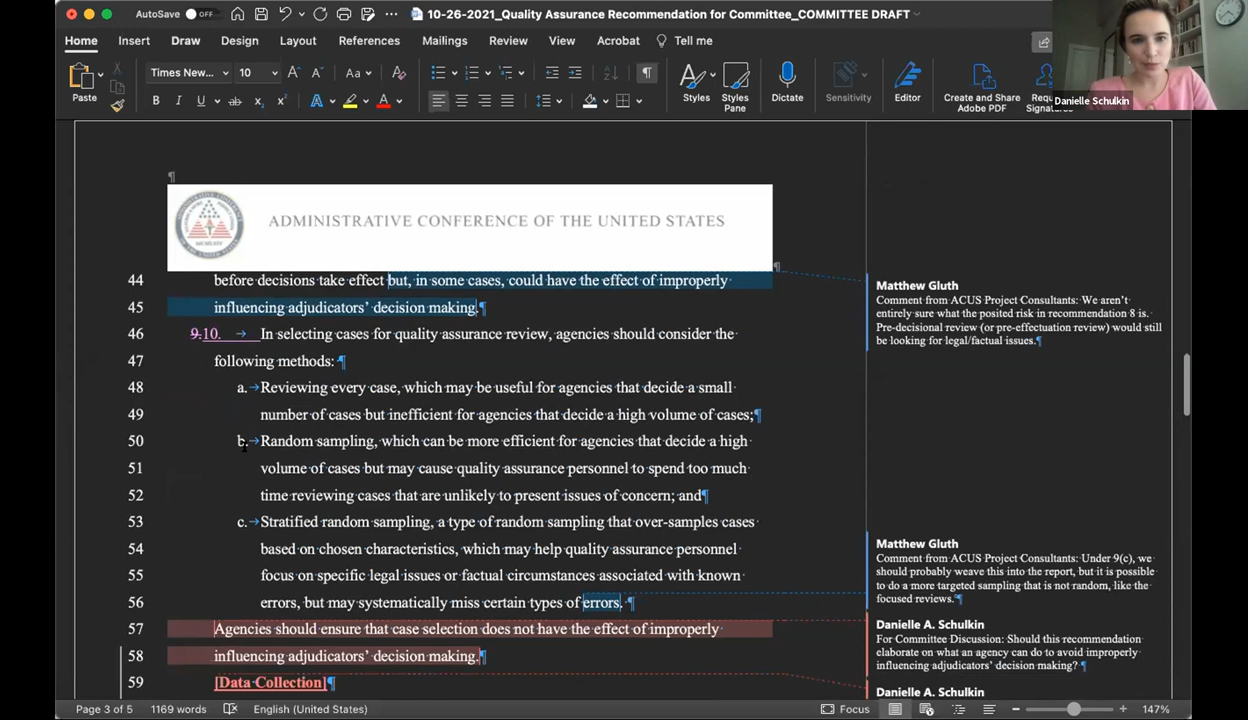 AutoSave OFF
10-26-2021_Quality Assurance Recommendation for Committee_COMMITTEE DRAFT
Home Insert Draw Design Layout References Mailings Review View Acrobat Tell me
Times New... 10
Paste
Styles
Styles Pane
Dictate
Sensitivity
Editor
Create and Share Adobe PDF
Requ
Signatures
Danielle Schulkin
ADMINISTRATIVE CONFERENCE OF THE UNITED STATES
44 before decisions take effect but, in some cases, could have the effect of improperly
45 influencing adjudicators' decision making.¶
46 9.10. → In selecting cases for quality assurance review, agencies should consider the
47 following methods: ¶
48 a.→Reviewing every case, which may be useful for agencies that decide a small
49 number of cases but inefficient for agencies that decide a high volume of cases;¶
50 b.→Random sampling, which can be more efficient for agencies that decide a high
51 volume of cases but may cause quality assurance personnel to spend too much
52 time reviewing cases that are unlikely to present issues of concern; and¶
53 c.→Stratified random sampling, a type of random sampling that over-samples cases
54 based on chosen characteristics, which may help quality assurance personnel
55 focus on specific legal issues or factual circumstances associated with known
56 errors, but may systematically miss certain types of errors. ¶
57 Agencies should ensure that case selection does not have the effect of improperly
58 influencing adjudicators' decision making.¶
59 [Data Collection]¶
Matthew Gluth
Comment from ACUS Project Consultants: We aren't
entirely sure what the posited risk in recommendation 8 is.
Pre-decisional review (or pre-effectuation review) would still
be looking for legal/factual issues.¶
Matthew Gluth
Comment from ACUS Project Consultants: Under 9(c), we
should probably weave this into the report, but it is possible
to do a more targeted sampling that is not random, like the
focused reviews.¶
Danielle A. Schulkin
For Committee Discussion: Should this recommendation
elaborate on what an agency can do to avoid improperly
influencing adjudicators' decision making? ¶
Danielle A. Schulkin
Page 3 of 5 1169 words English (United States) Focus 147%